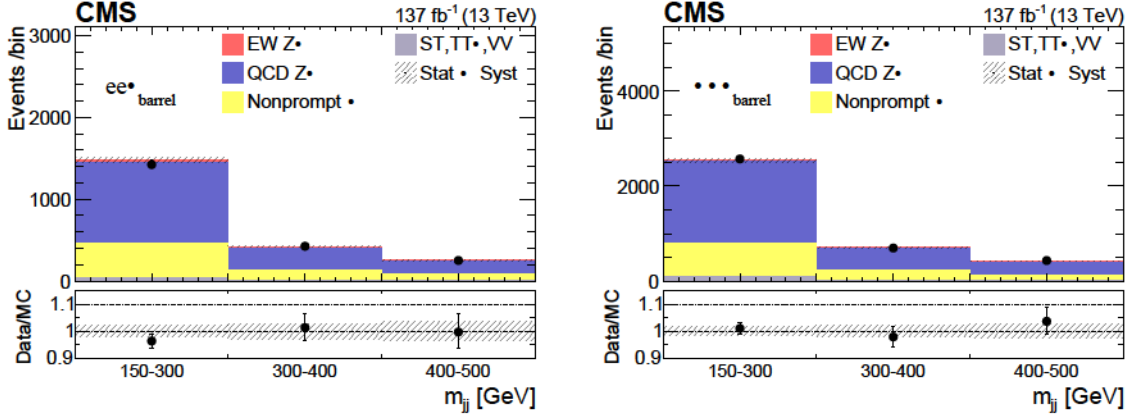 CMS 137 fb⁻¹ (13 TeV)
Events /bin
3000
2000
1000
0
EW Z•
QCD Z•
Nonprompt •
ST,TT•,VV
Stat • Syst
ee•barrel
Data/MC
1.1
1
0.9
150-300 300-400 400-500
mjj [GeV]
CMS 137 fb⁻¹ (13 TeV)
Events /bin
4000
2000
0
EW Z•
QCD Z•
Nonprompt •
ST,TT•,VV
Stat • Syst
•••barrel
Data/MC
1.1
1
0.9
150-300 300-400 400-500
mjj [GeV]